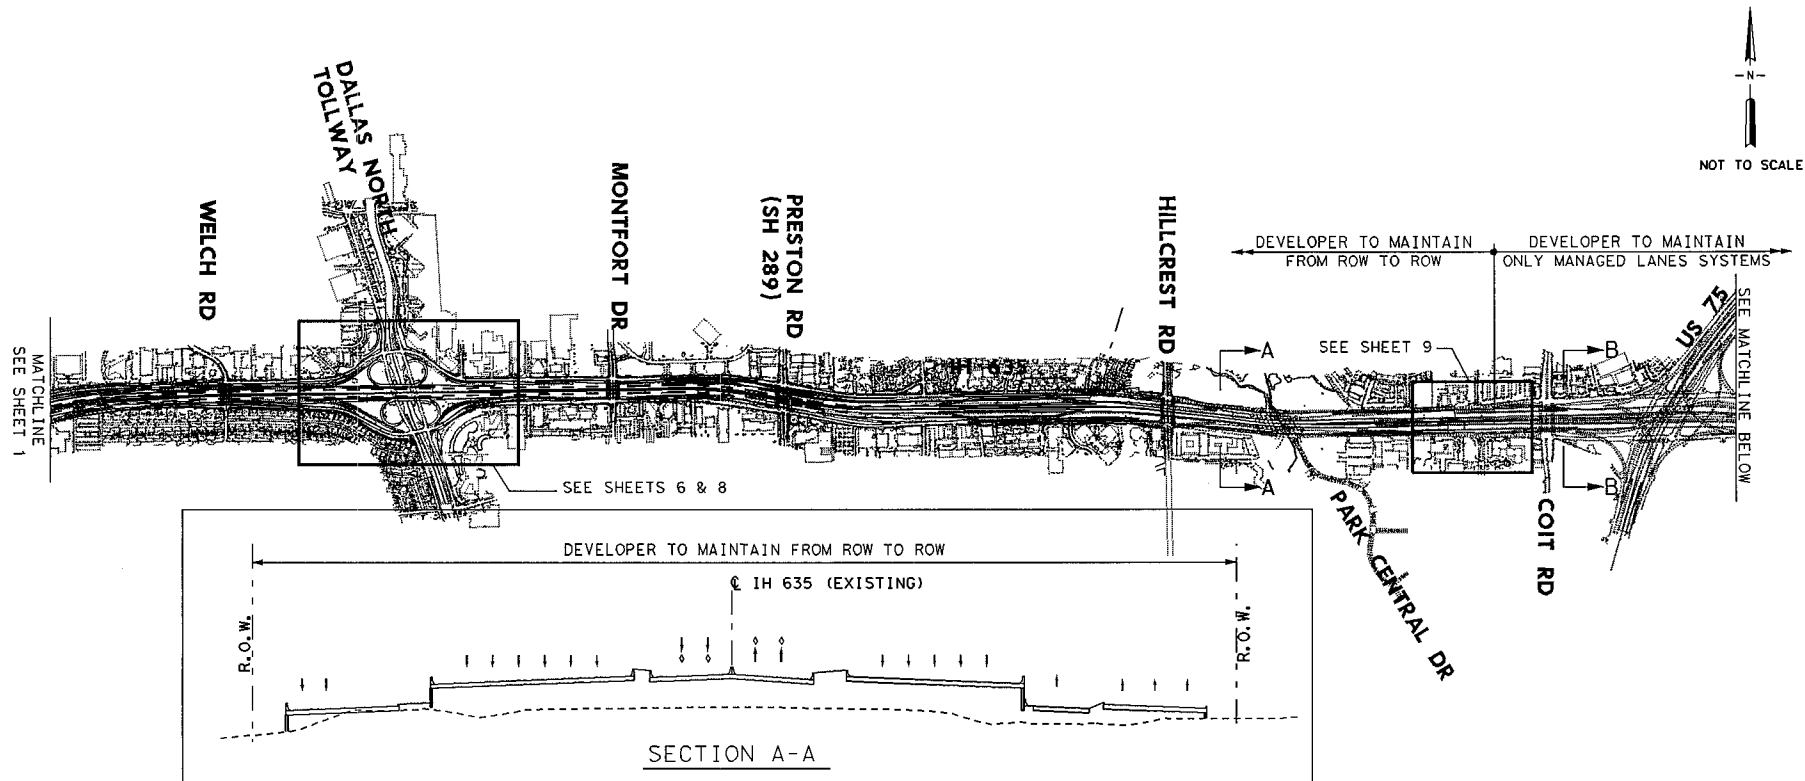 DALLAS NORTH
TOLLWAY
WELCH RD
MONTFORT DR
PRESTON RD
(SH 289)
HILLCREST RD
-N-
NOT TO SCALE
DEVELOPER TO MAINTAIN
FROM ROW TO ROW
DEVELOPER TO MAINTAIN
ONLY MANAGED LANES SYSTEMS
US 75
SEE MATCHLINE BELOW
MATCHLINE
SEE SHEET 1
IH 635
A
SEE SHEET 9
B
SEE SHEETS 6 & 8
A
B
PARK CENTRAL DR
COIT RD
DEVELOPER TO MAINTAIN FROM ROW TO ROW
℄ IH 635 (EXISTING)
R.O.W.
R.O.W.
SECTION A-A